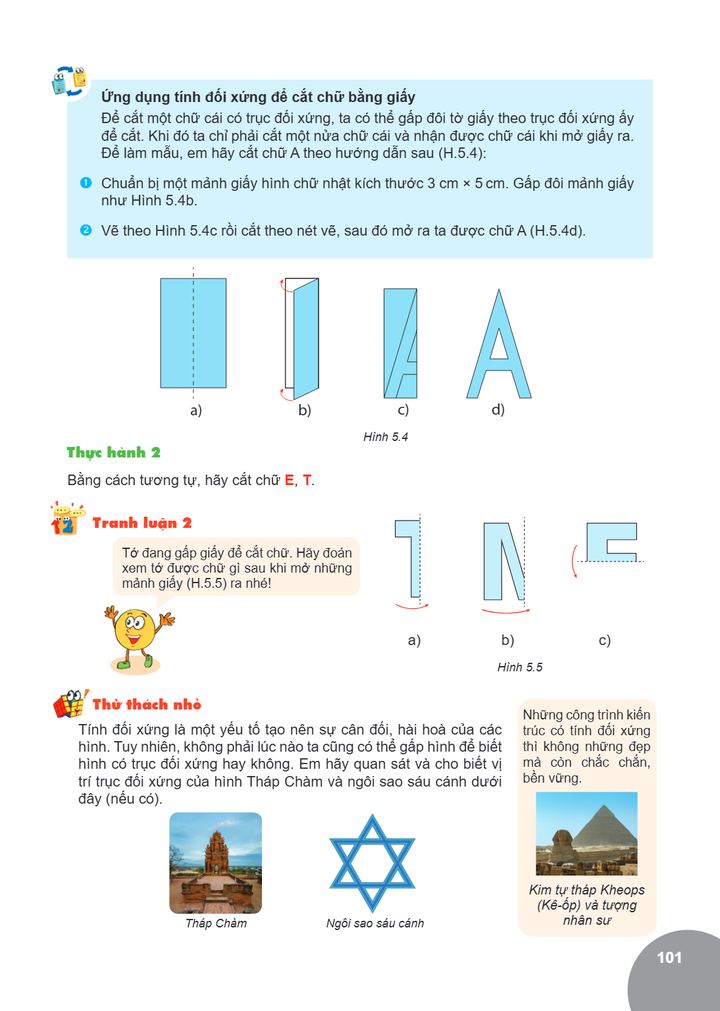 Ứng dụng tính đối xứng để cắt chữ bằng giấy
Để cắt một chữ cái có trục đối xứng, ta có thể gấp đôi tờ giấy theo trục đối xứng ấy
để cắt. Khi đó ta chỉ phải cắt một nửa chữ cái và nhận được chữ cái khi mở giấy ra.
Để làm mẫu, em hãy cắt chữ A theo hướng dẫn sau (H.5.4):
1 Chuẩn bị một mảnh giấy hình chữ nhật kích thước 3 cm × 5 cm. Gấp đôi mảnh giấy
như Hình 5.4b.
2 Vẽ theo Hình 5.4c rồi cắt theo nét vẽ, sau đó mở ra ta được chữ A (H.5.4d).
a) b) c) d)
Hình 5.4
Thực hành 2
Bằng cách tương tự, hãy cắt chữ E, T.
Tranh luận 2
Tớ đang gấp giấy để cắt chữ. Hãy đoán
xem tớ được chữ gì sau khi mở những
mảnh giấy (H.5.5) ra nhé!
a) b) c)
Hình 5.5
Thử thách nhỏ
Tính đối xứng là một yếu tố tạo nên sự cân đối, hài hoà của các
hình. Tuy nhiên, không phải lúc nào ta cũng có thể gấp hình để biết
hình có trục đối xứng hay không. Em hãy quan sát và cho biết vị
trí trục đối xứng của hình Tháp Chàm và ngôi sao sáu cánh dưới
đây (nếu có).
Tháp Chàm
Ngôi sao sáu cánh
Những công trình kiến
trúc có tính đối xứng
thì không những đẹp
mà còn chắc chắn,
bền vững.
Kim tự tháp Kheops
(Kê-ốp) và tượng
nhân sư
101